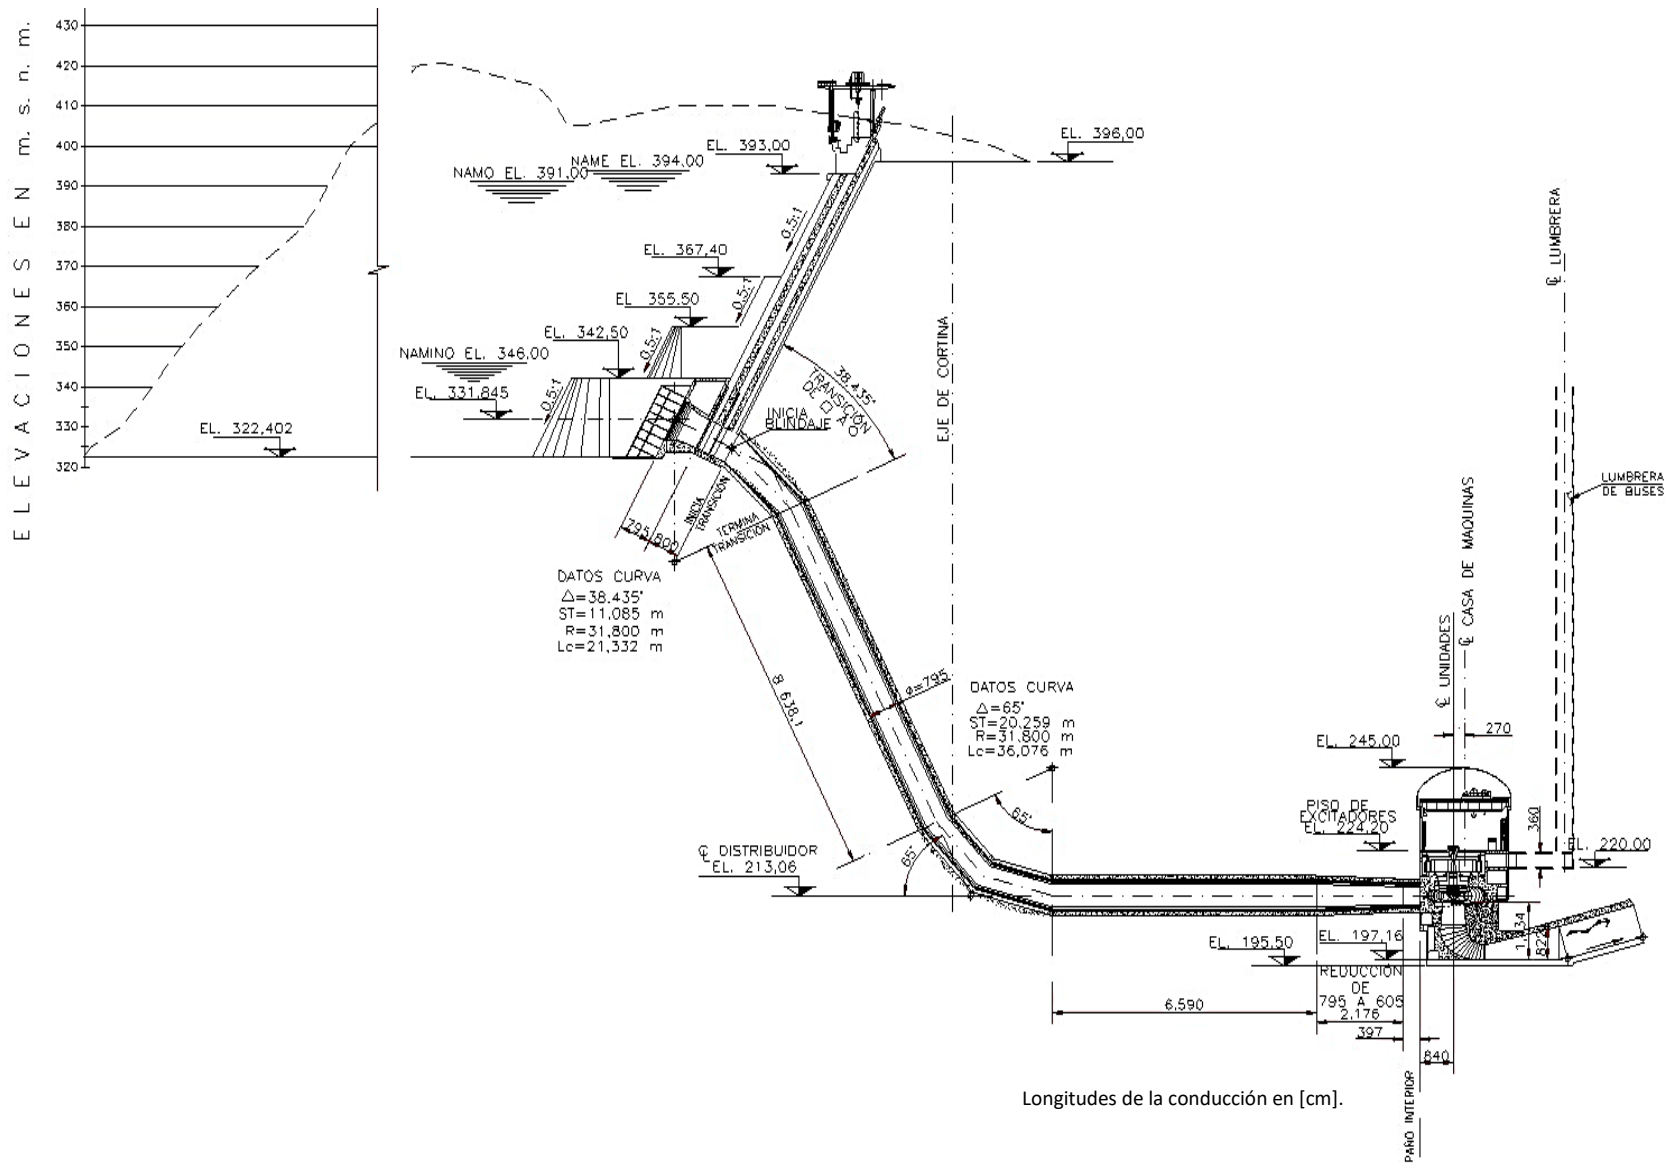 ELEVACIONES EN m. s. n. m.
430
420
410
400
390
380
370
360
350
340
330
320
EL. 396,00
EL. 393,00
NAME EL. 394,00
NAMO EL. 391,00
0.5:1
EL. 367,40
0.5:1
EL. 355,50
0.5:1
EL. 342,50
NAMINO EL. 346,00
EL. 331,845
0.5:1
EL. 322,402
38.435°
TRANSICIÓN
DE □ A O
INICIA
BLINDAJE
INICIA
TRANSICIÓN
TERMINA
TRANSICIÓN
795
800
DATOS CURVA
△=38.435°
ST=11.085 m
R=31.800 m
Lc=21,332 m
8 638.1
ø=795
EJE DE CORTINA
DATOS CURVA
△=65°
ST=20.259 m
R=31.800 m
Lc=36,076 m
65°
65°
℄ DISTRIBUIDOR
EL. 213,06
℄ UNIDADES
℄ CASA DE MAQUINAS
℄ LUMBRERA
LUMBRERA
DE BUSES
270
EL. 245,00
PISO DE
EXCITADORES
EL. 224,20
360
EL. 220.00
1,134
822
EL. 195,50
EL. 197,16
REDUCCIÓN
DE
795 A 605
2,176
6,590
397
840
PAÑO INTERIOR
Longitudes de la conducción en [cm].